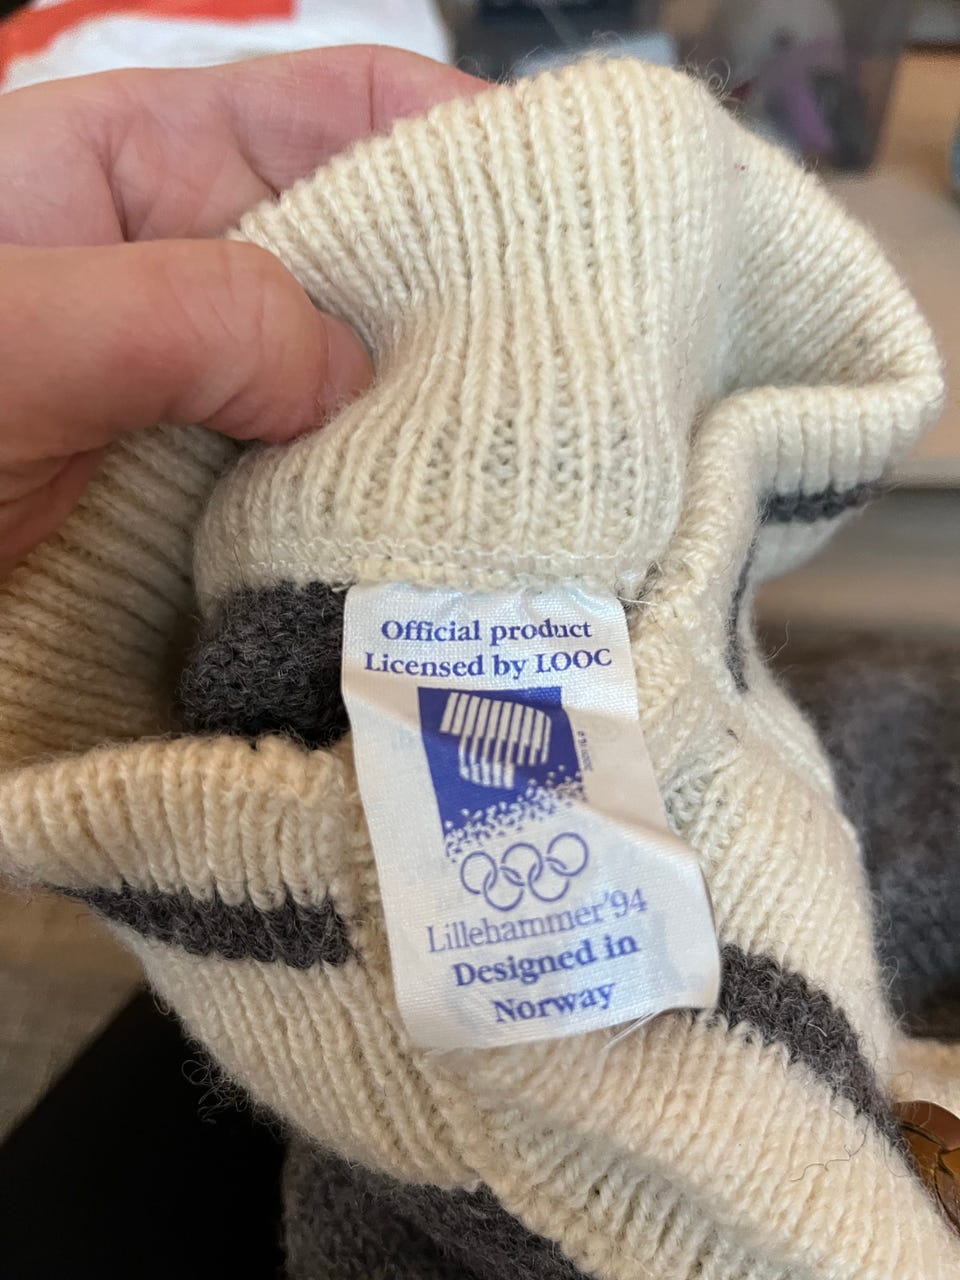 Official product
Licensed by LOOC
Lillehammer'94
Designed in
Norway